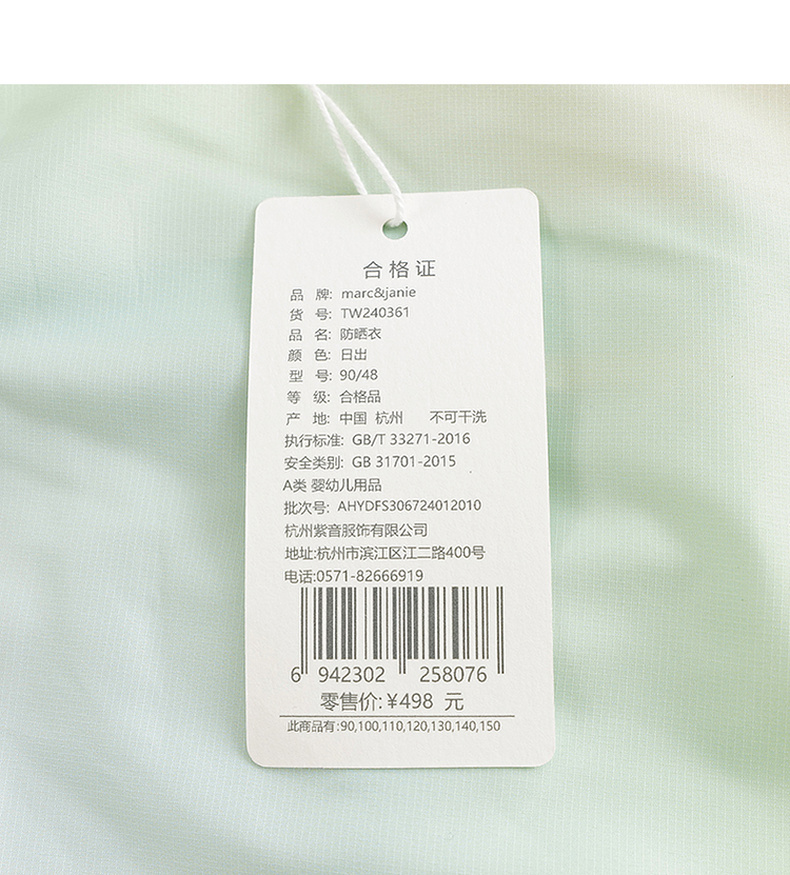 合格证
品 牌: marc&janie
货 号: TW240361
品 名: 防晒衣
颜 色: 日出
型 号: 90/48
等 级: 合格品
产 地: 中国 杭州 不可干洗
执行标准: GB/T 33271-2016
安全类别: GB 31701-2015
A类 婴幼儿用品
批次号: AHYDFS306724012010
杭州紫音服饰有限公司
地址:杭州市滨江区江二路400号
电话:0571-82666919
6 942302 258076
零售价: ¥498 元
此商品有:90,100,110,120,130,140,150